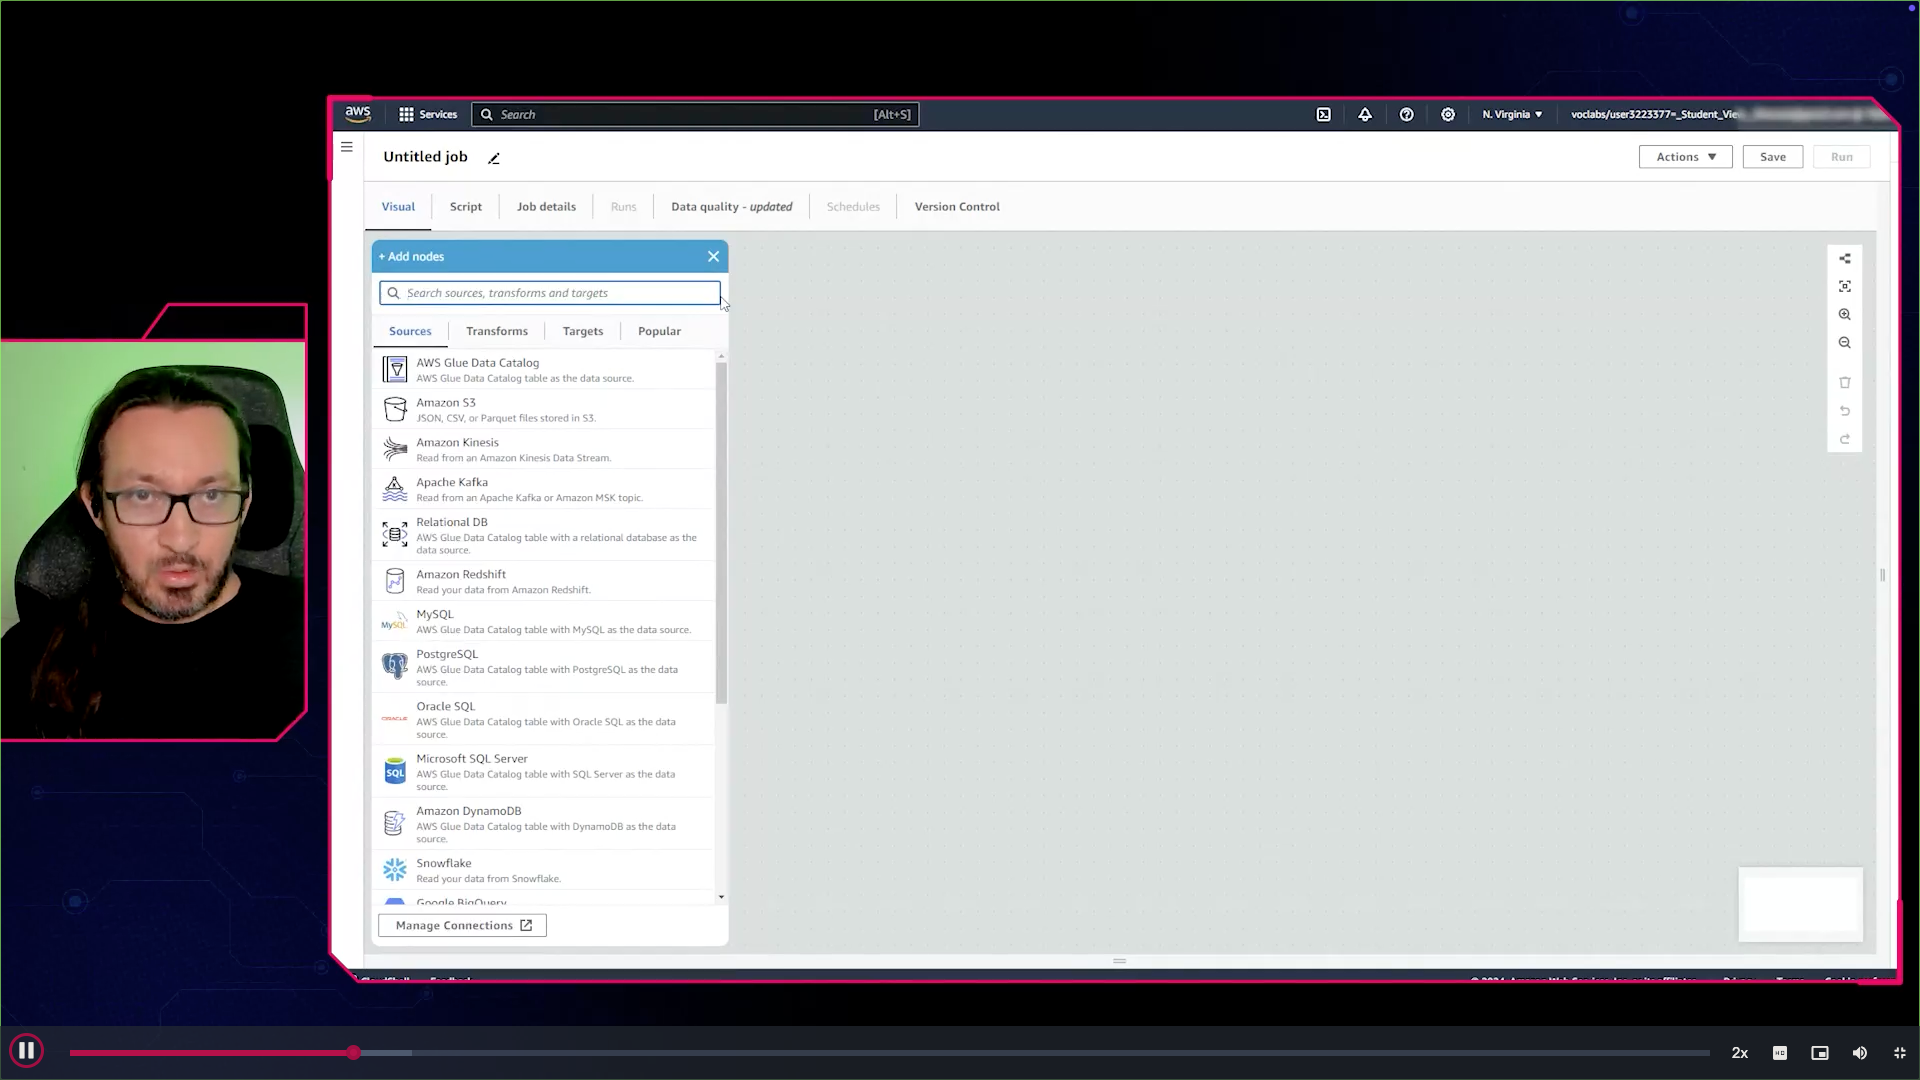 aws
Services
Search
[Alt+S]
N. Virginia
voclabs/user3223377=_Student_Vie
Untitled job
Actions
Save
Run
Visual
Script
Job details
Runs
Data quality - updated
Schedules
Version Control
+ Add nodes
Search sources, transforms and targets
Sources
Transforms
Targets
Popular
AWS Glue Data Catalog
AWS Glue Data Catalog table as the data source.
Amazon S3
JSON, CSV, or Parquet files stored in S3.
Amazon Kinesis
Read from an Amazon Kinesis Data Stream.
Apache Kafka
Read from an Apache Kafka or Amazon MSK topic.
Relational DB
AWS Glue Data Catalog table with a relational database as the
data source.
Amazon Redshift
Read your data from Amazon Redshift.
MySQL
MySQL
AWS Glue Data Catalog table with MySQL as the data source.
PostgreSQL
AWS Glue Data Catalog table with PostgreSQL as the data
source.
Oracle SQL
ORACLE
AWS Glue Data Catalog table with Oracle SQL as the data
source.
Microsoft SQL Server
SQL
AWS Glue Data Catalog table with SQL Server as the data
source.
Amazon DynamoDB
AWS Glue Data Catalog table with DynamoDB as the data
source.
Snowflake
Read your data from Snowflake.
Google BigQuery
Manage Connections
CloudShell
Feedback
2x